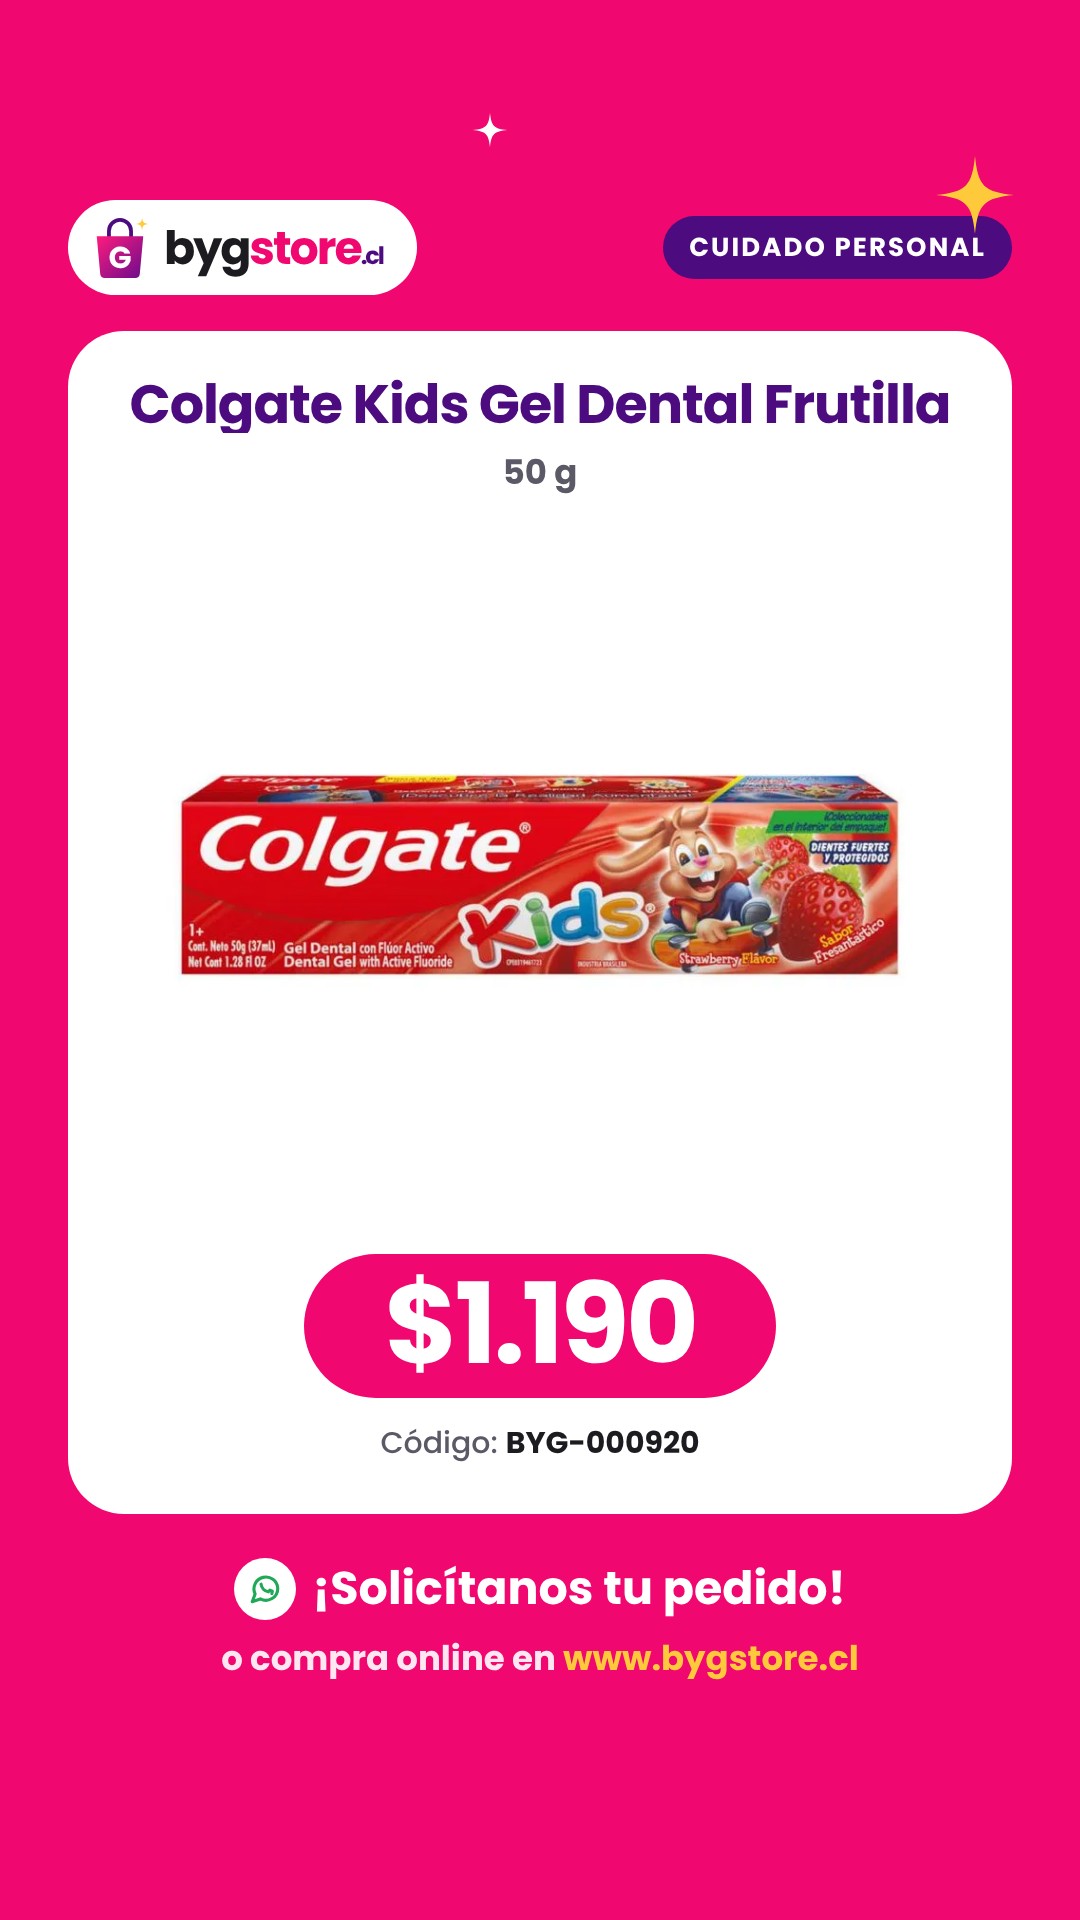 bygstore.cl
CUIDADO PERSONAL
Colgate Kids Gel Dental Frutilla
50 g
Colgate®
Kids®
¡Coleccionables
en el interior del empaque!
DIENTES FUERTES
Y PROTEGIDOS
1+
Cont. Neto 50g (37ml)
Net Cont 1.28 Fl OZ
Gel Dental con Flúor Activo
Dental Gel with Active Fluoride
INDUSTRIA BRASILERA
Strawberry Flavor
Sabor
Fresantástico
$1.190
Código: BYG-000920
¡Solicítanos tu pedido!
o compra online en www.bygstore.cl